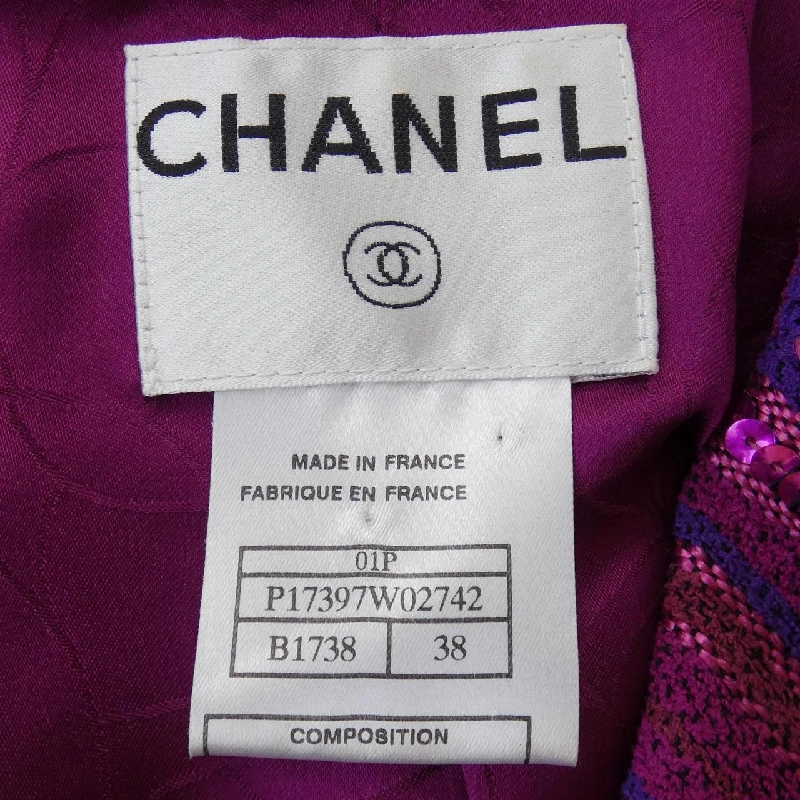 CHANEL
MADE IN FRANCE
FABRIQUE EN FRANCE
01P
P17397W02742
B1738 38
COMPOSITION